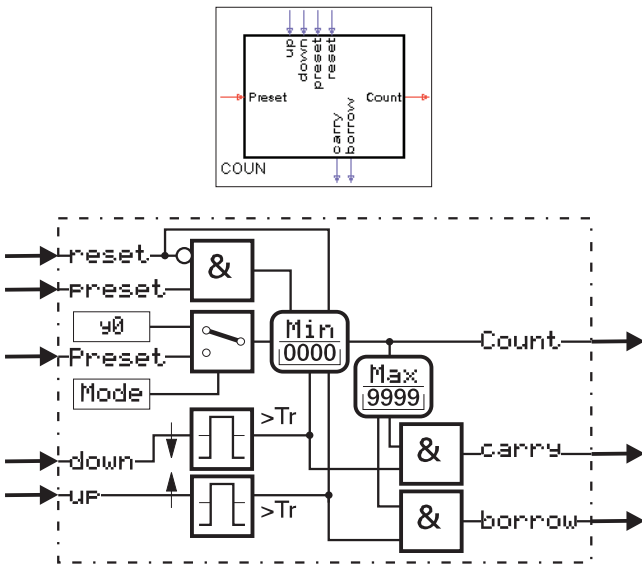 up
down
preset
reset
Preset
Count
carry
borrow
COUN
reset
&
preset
y0
Min
0000
Count
Preset
Max
9999
Mode
>Tr
down
&
carry
up
>Tr
&
borrow